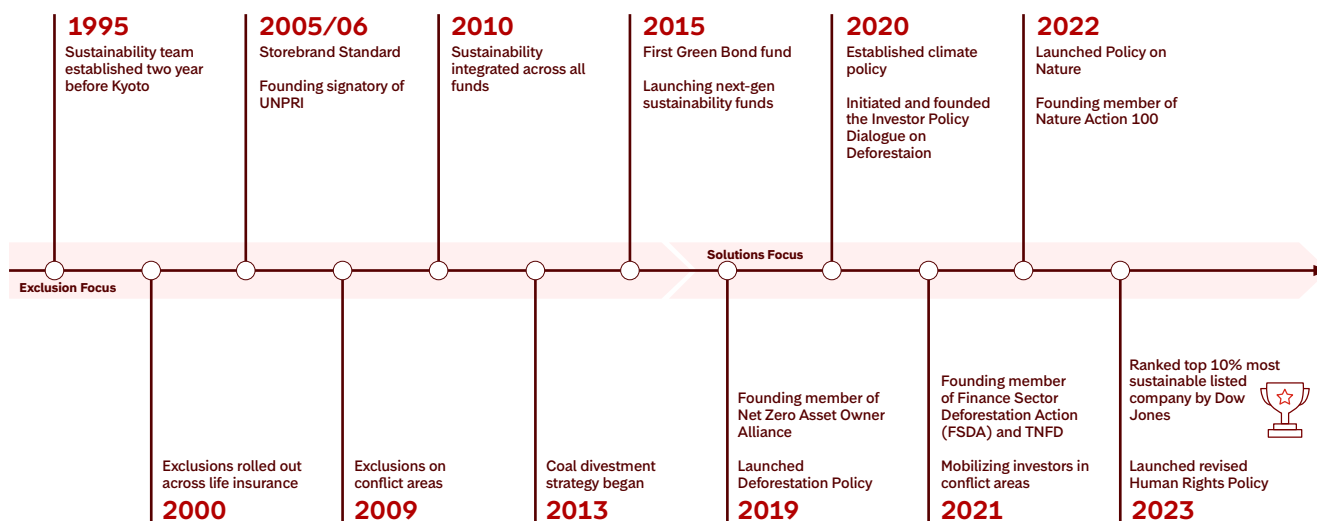 1995
Sustainability team
established two year
before Kyoto
2005/06
Storebrand Standard
Founding signatory of
UNPRI
2010
Sustainability
integrated across all
funds
2015
First Green Bond fund
Launching next-gen
sustainability funds
2020
Established climate
policy
Initiated and founded
the Investor Policy
Dialogue on
Deforestaion
2022
Launched Policy on
Nature
Founding member of
Nature Action 100
Solutions Focus
Exclusion Focus
Exclusions rolled out
across life insurance
2000
Exclusions on
conflict areas
2009
Coal divestment
strategy began
2013
Founding member of
Net Zero Asset Owner
Alliance
Launched
Deforestation Policy
2019
Founding member
of Finance Sector
Deforestation Action
(FSDA) and TNFD
Mobilizing investors in
conflict areas
2021
Ranked top 10% most
sustainable listed
company by Dow
Jones
Launched revised
Human Rights Policy
2023